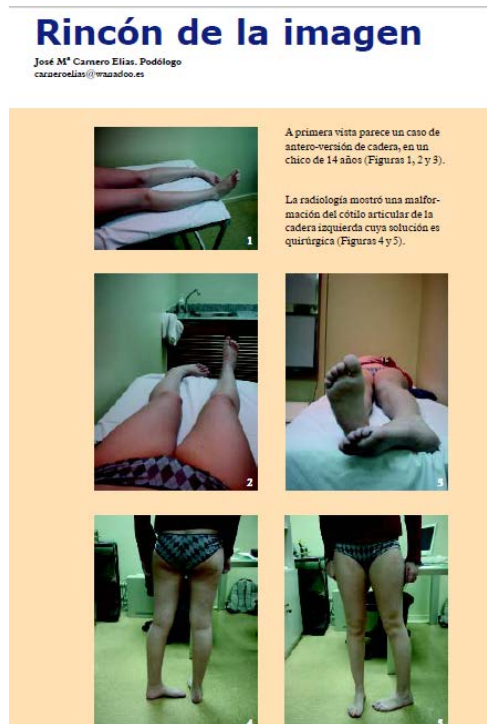 Rincón de la imagen
José Mª Carnero Elias. Podólogo
carneroelias@wanadoo.es
A primera vista parece un caso de
antero-versión de cadera, en un
chico de 14 años (Figuras 1, 2 y 3).
La radiología mostró una malfor-
mación del cótilo articular de la
cadera izquierda cuya solución es
quirúrgica (Figuras 4 y 5).
1
2
3
4
5